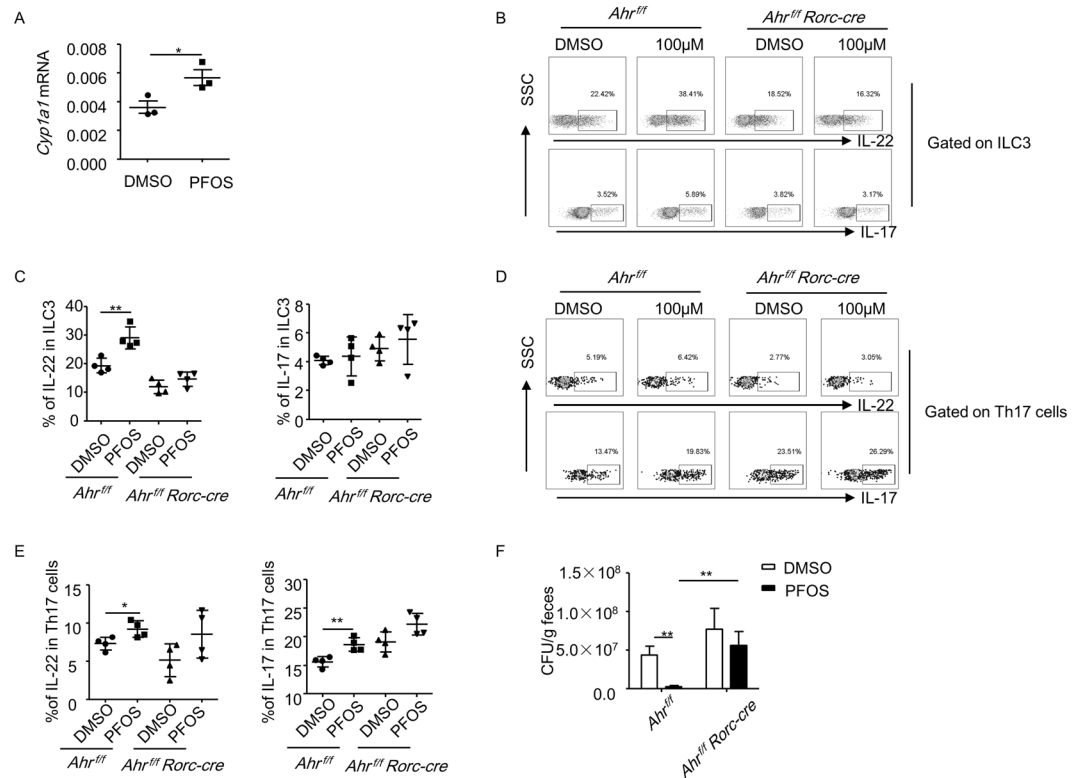 A
Cyp1a1 mRNA
0.008
0.006
0.004
0.002
0.000
*
DMSO PFOS
B
Ahr f/f
Ahr f/f Rorc-cre
DMSO 100μM DMSO 100μM
SSC
22.42% 38.41% 18.52% 16.32%
IL-22
3.52% 5.89% 3.82% 3.17%
IL-17
Gated on ILC3
C
% of IL-22 in ILC3
40
30
20
10
0
**
DMSO PFOS DMSO PFOS
Ahr f/f Ahr f/f Rorc-cre
% of IL-17 in ILC3
8
6
4
2
0
DMSO PFOS DMSO PFOS
Ahr f/f Ahr f/f Rorc-cre
D
Ahr f/f
Ahr f/f Rorc-cre
DMSO 100μM DMSO 100μM
SSC
5.19% 6.42% 2.77% 3.05%
IL-22
13.47% 19.83% 23.51% 26.29%
IL-17
Gated on Th17 cells
E
%of IL-22 in Th17 cells
15
10
5
0
*
DMSO PFOS DMSO PFOS
Ahr f/f Ahr f/f Rorc-cre
%of IL-17 in Th17 cells
30
25
20
15
10
**
DMSO PFOS DMSO PFOS
Ahr f/f Ahr f/f Rorc-cre
F
DMSO
PFOS
CFU/g feces
1.5×10⁸
1.0×10⁸
5.0×10⁷
0.0
**
**
Ahr f/f
Ahr f/f Rorc-cre